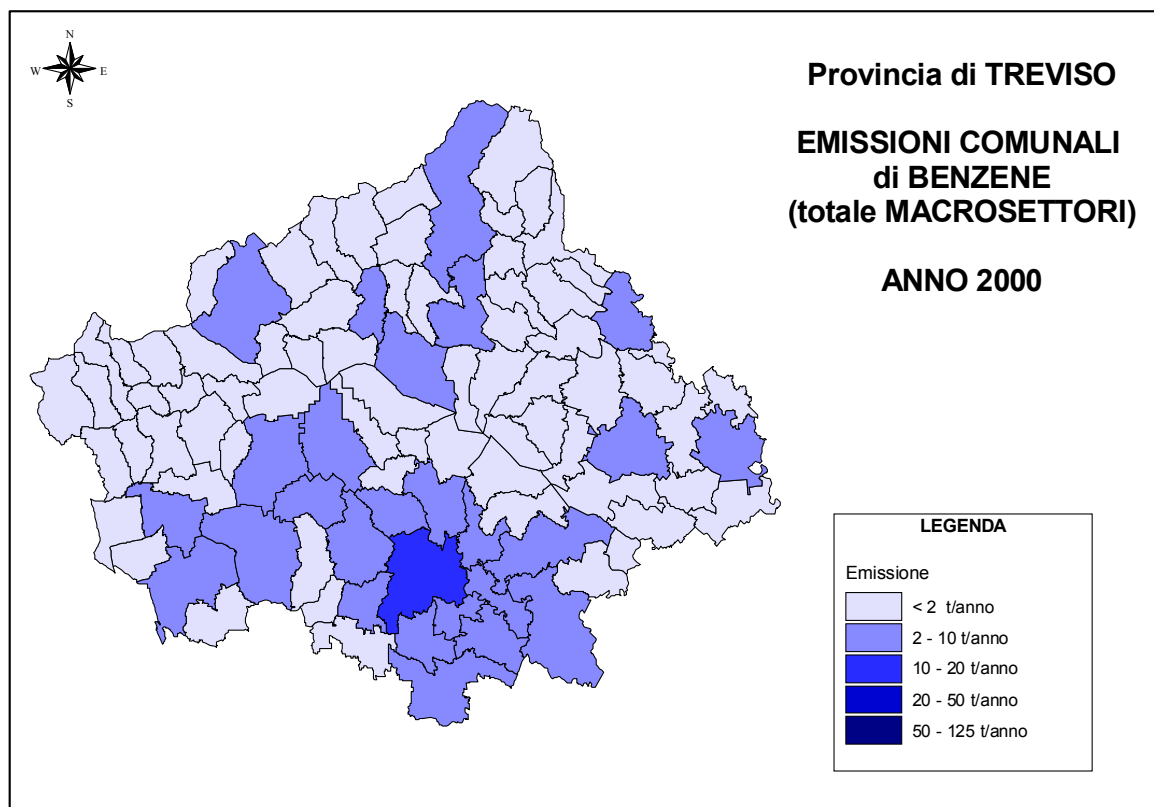 N
W E
S
Provincia di TREVISO
EMISSIONI COMUNALI
di BENZENE
(totale MACROSETTORI)
ANNO 2000
LEGENDA
Emissione
< 2 t/anno
2 - 10 t/anno
10 - 20 t/anno
20 - 50 t/anno
50 - 125 t/anno